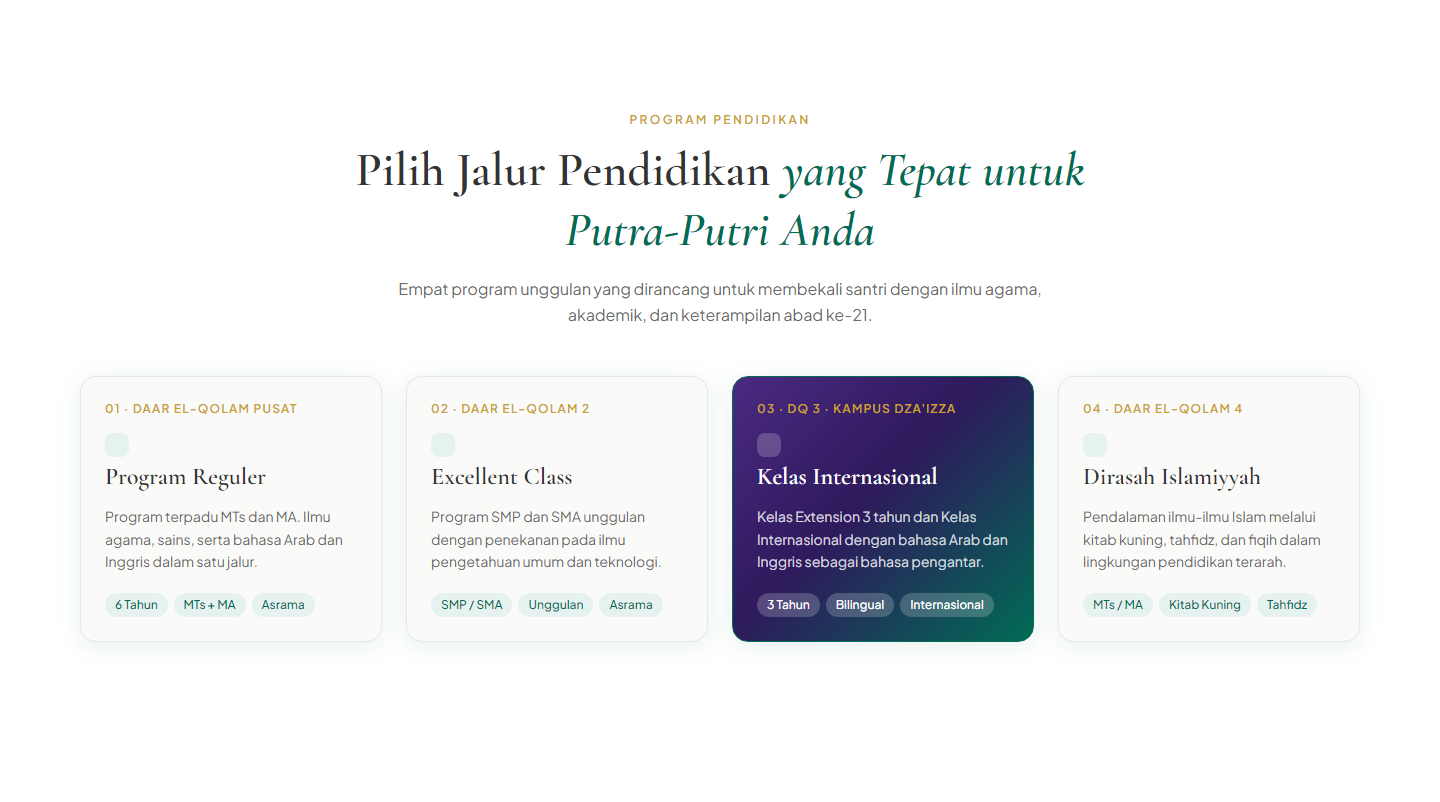 PROGRAM PENDIDIKAN
Pilih Jalur Pendidikan yang Tepat untuk
Putra-Putri Anda
Empat program unggulan yang dirancang untuk membekali santri dengan ilmu agama,
akademik, dan keterampilan abad ke-21.
01 · DAAR EL-QOLAM PUSAT
Program Reguler
Program terpadu MTs dan MA. Ilmu
agama, sains, serta bahasa Arab dan
Inggris dalam satu jalur.
6 Tahun
MTs + MA
Asrama
02 · DAAR EL-QOLAM 2
Excellent Class
Program SMP dan SMA unggulan
dengan penekanan pada ilmu
pengetahuan umum dan teknologi.
SMP / SMA
Unggulan
Asrama
03 · DQ 3 · KAMPUS DZA'IZZA
Kelas Internasional
Kelas Extension 3 tahun dan Kelas
Internasional dengan bahasa Arab dan
Inggris sebagai bahasa pengantar.
3 Tahun
Bilingual
Internasional
04 · DAAR EL-QOLAM 4
Dirasah Islamiyyah
Pendalaman ilmu-ilmu Islam melalui
kitab kuning, tahfidz, dan fiqih dalam
lingkungan pendidikan terarah.
MTs / MA
Kitab Kuning
Tahfidz